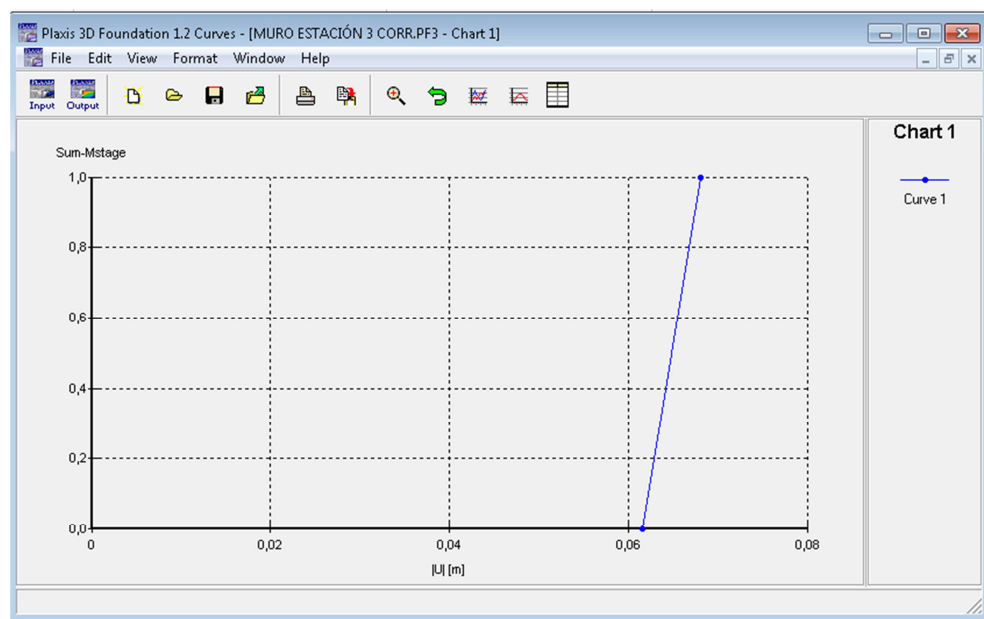 Plaxis 3D Foundation 1.2 Curves - [MURO ESTACIÓN 3 CORR.PF3 - Chart 1]
File Edit View Format Window Help
Input Output
Chart 1
Sum-Mstage
1,0
Curve 1
0,8
0,6
0,4
0,2
0,0
0 0,02 0,04 0,06 0,08
|U| [m]